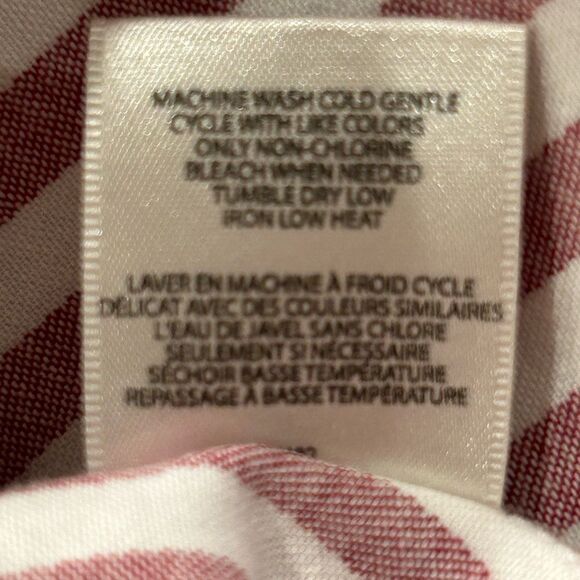 MACHINE WASH COLD GENTLE
CYCLE WITH LIKE COLORS
ONLY NON-CHLORINE
BLEACH WHEN NEEDED
TUMBLE DRY LOW
IRON LOW HEAT
LAVER EN MACHINE À FROID CYCLE
DÉLICAT AVEC DES COULEURS SIMILAIRES
L'EAU DE JAVEL SANS CHLORE
SEULEMENT SI NÉCESSAIRE
SÉCHOIR BASSE TEMPÉRATURE
REPASSAGE À BASSE TEMPÉRATURE